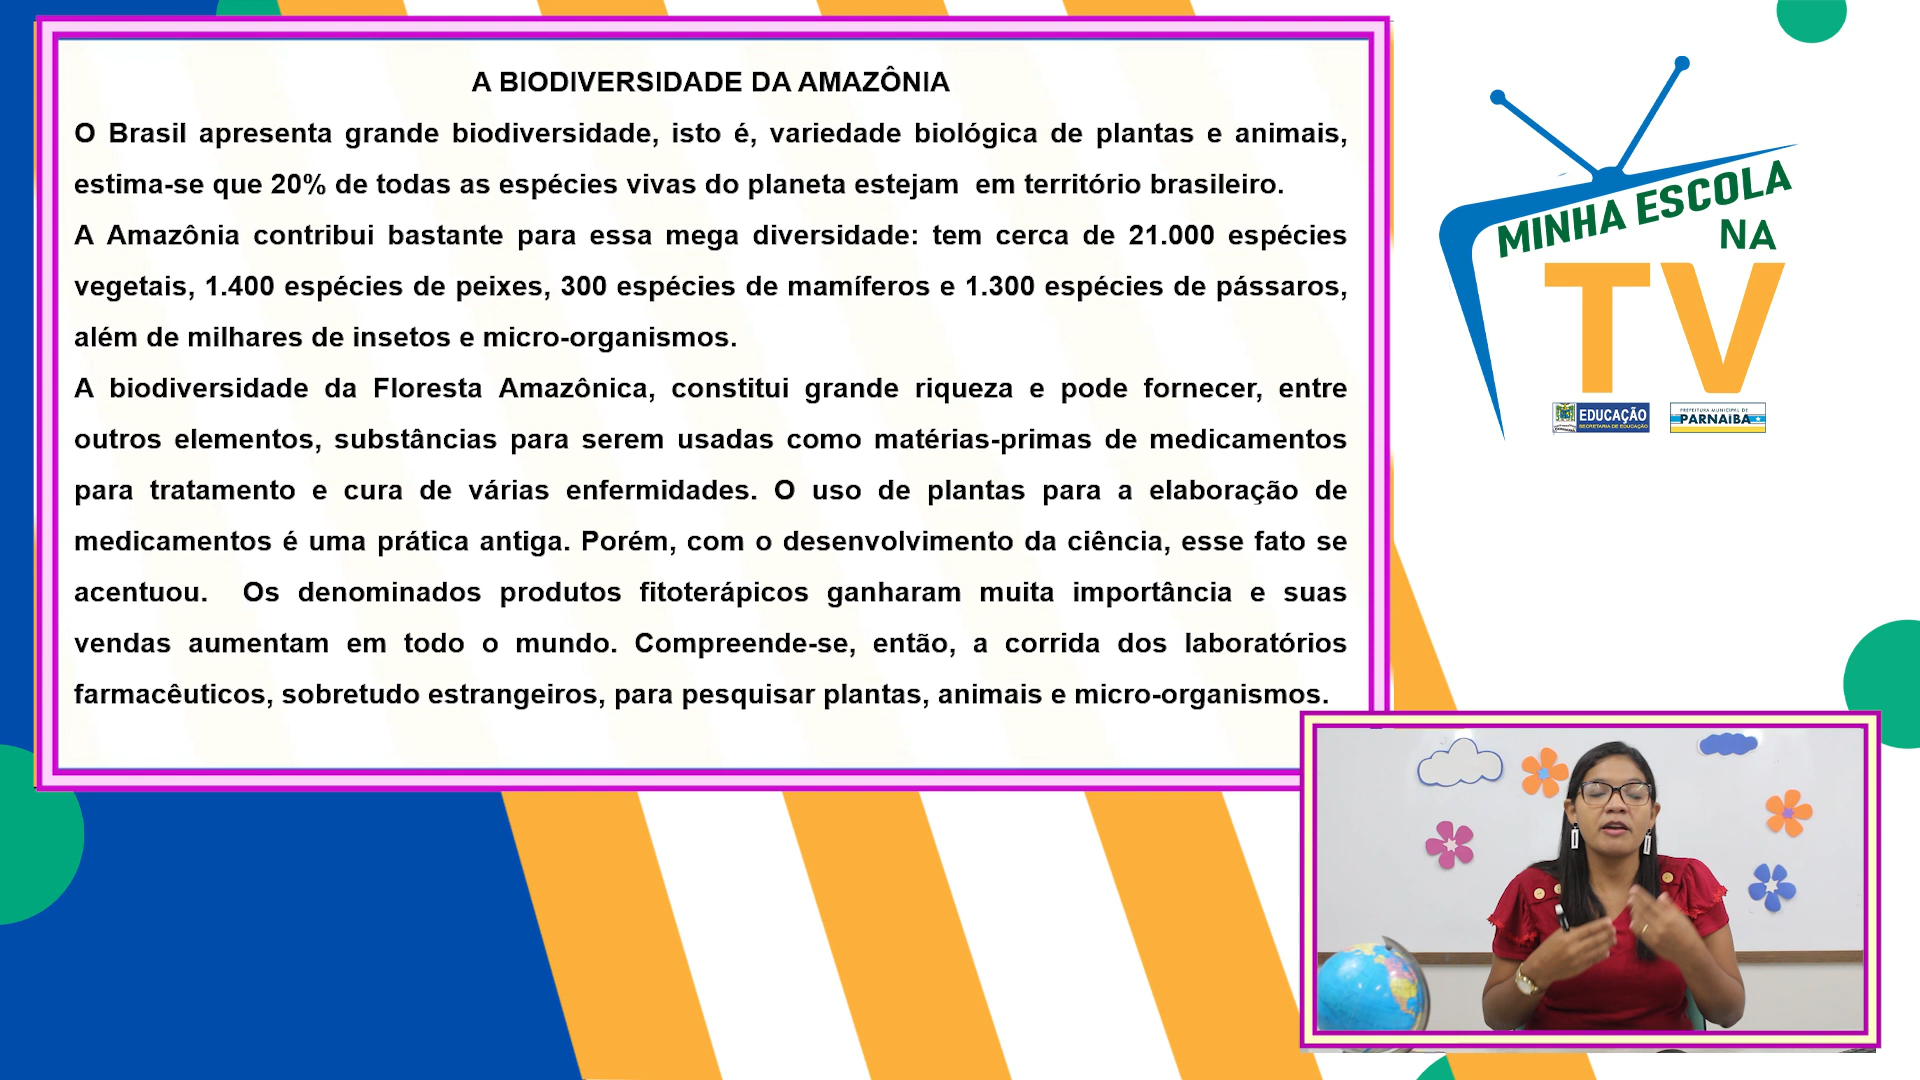 A BIODIVERSIDADE DA AMAZÔNIA
O Brasil apresenta grande biodiversidade, isto é, variedade biológica de plantas e animais,
estima-se que 20% de todas as espécies vivas do planeta estejam  em território brasileiro.
A Amazônia contribui bastante para essa mega diversidade: tem cerca de 21.000 espécies
vegetais, 1.400 espécies de peixes, 300 espécies de mamíferos e 1.300 espécies de pássaros,
além de milhares de insetos e micro-organismos.
A biodiversidade da Floresta Amazônica, constitui grande riqueza e pode fornecer, entre
outros elementos, substâncias para serem usadas como matérias-primas de medicamentos
para tratamento e cura de várias enfermidades. O uso de plantas para a elaboração de
medicamentos é uma prática antiga. Porém, com o desenvolvimento da ciência, esse fato se
acentuou.  Os denominados produtos fitoterápicos ganharam muita importância e suas
vendas aumentam em todo o mundo. Compreende-se, então, a corrida dos laboratórios
farmacêuticos, sobretudo estrangeiros, para pesquisar plantas, animais e micro-organismos.
MINHA ESCOLA
NA
TV
EDUCAÇÃO
SECRETARIA DE EDUCAÇÃO
PREFEITURA MUNICIPAL DE
PARNAÍBA